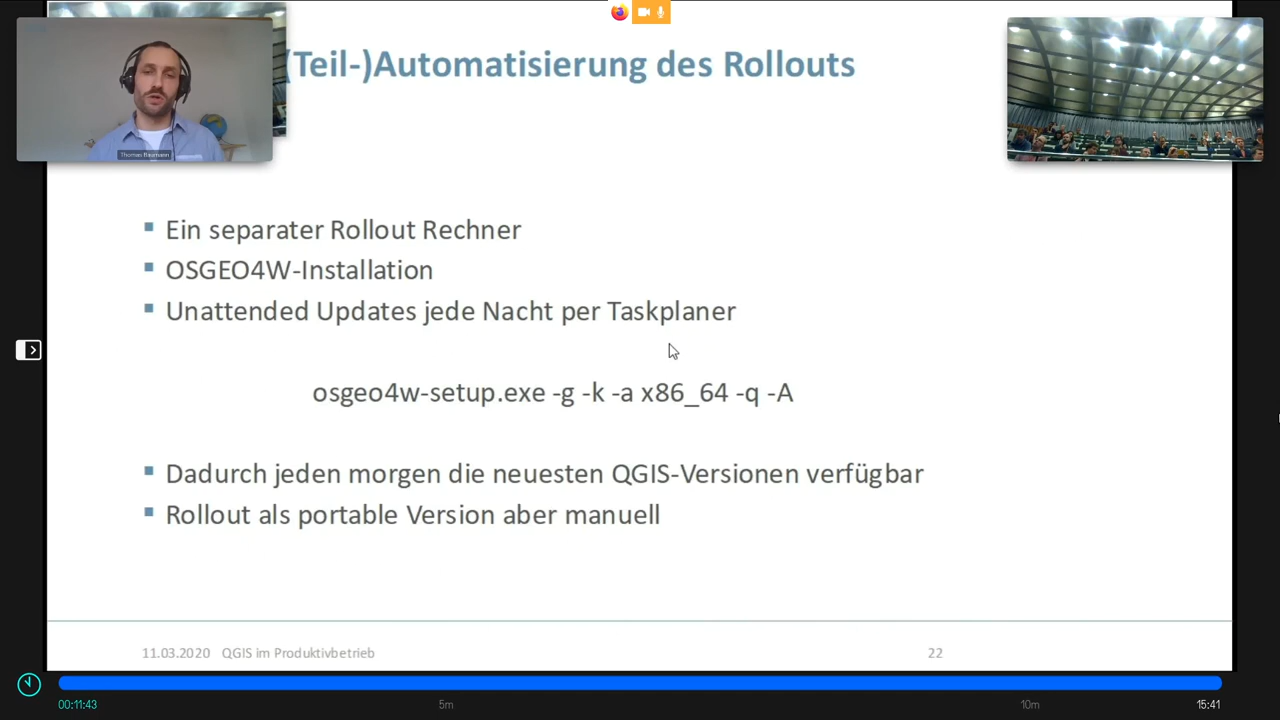 (Teil-)Automatisierung des Rollouts
Thomas Baumann
Ein separater Rollout Rechner
OSGEO4W-Installation
Unattended Updates jede Nacht per Taskplaner
osgeo4w-setup.exe -g -k -a x86_64 -q -A
Dadurch jeden morgen die neuesten QGIS-Versionen verfügbar
Rollout als portable Version aber manuell
11.03.2020 QGIS im Produktivbetrieb 22
00:11:43 5m 10m 15:41